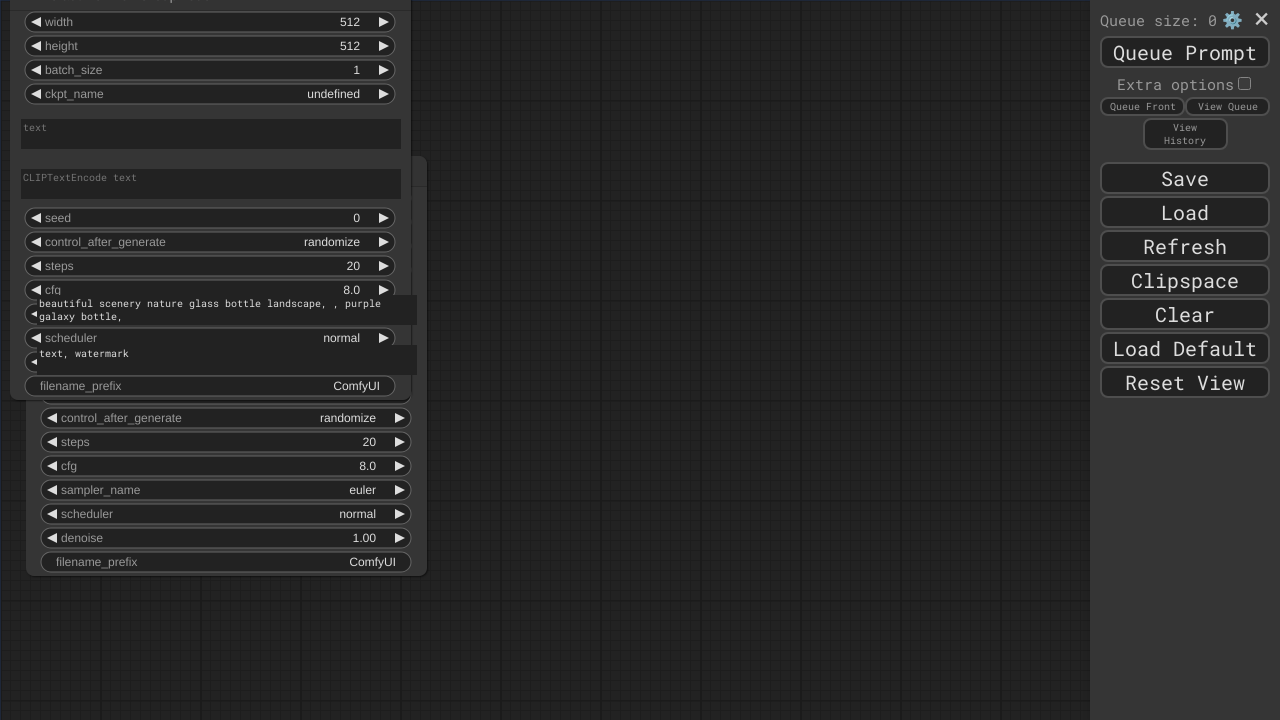 width 512
height 512
batch_size 1
ckpt_name undefined
text
CLIPTextEncode text
seed 0
control_after_generate randomize
steps 20
cfg 8.0
beautiful scenery nature glass bottle landscape, , purple
galaxy bottle,
scheduler normal
text, watermark
filename_prefix ComfyUI
control_after_generate randomize
steps 20
cfg 8.0
sampler_name euler
scheduler normal
denoise 1.00
filename_prefix ComfyUI
Queue size: 0
Queue Prompt
Extra options
Queue Front View Queue
View
History
Save
Load
Refresh
Clipspace
Clear
Load Default
Reset View